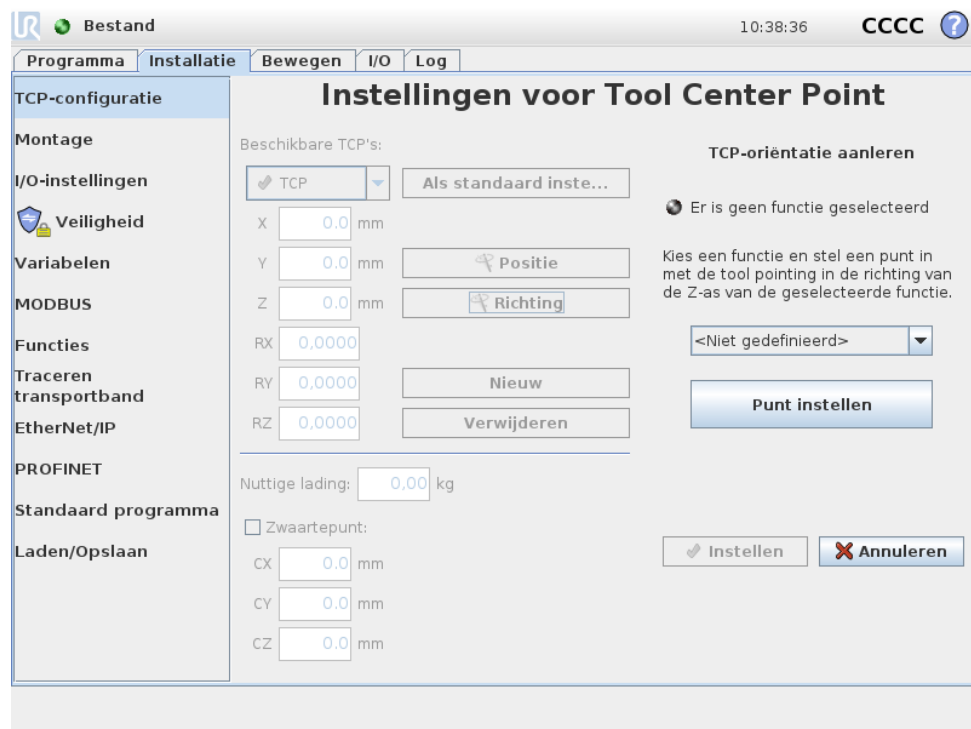 UR Bestand 10:38:36 CCCC ?
Programma Installatie Bewegen I/O Log
TCP-configuratie
Montage
I/O-instellingen
Veiligheid
Variabelen
MODBUS
Functies
Traceren
transportband
EtherNet/IP
PROFINET
Standaard programma
Laden/Opslaan
Instellingen voor Tool Center Point
Beschikbare TCP's:
TCP Als standaard inste...
X 0.0 mm
Y 0.0 mm Positie
Z 0.0 mm Richting
RX 0,0000
RY 0,0000 Nieuw
RZ 0,0000 Verwijderen
Nuttige lading: 0,00 kg
Zwaartepunt:
CX 0.0 mm
CY 0.0 mm
CZ 0.0 mm
TCP-oriëntatie aanleren
Er is geen functie geselecteerd
Kies een functie en stel een punt in
met de tool pointing in de richting van
de Z-as van de geselecteerde functie.
<Niet gedefinieerd>
Punt instellen
Instellen Annuleren